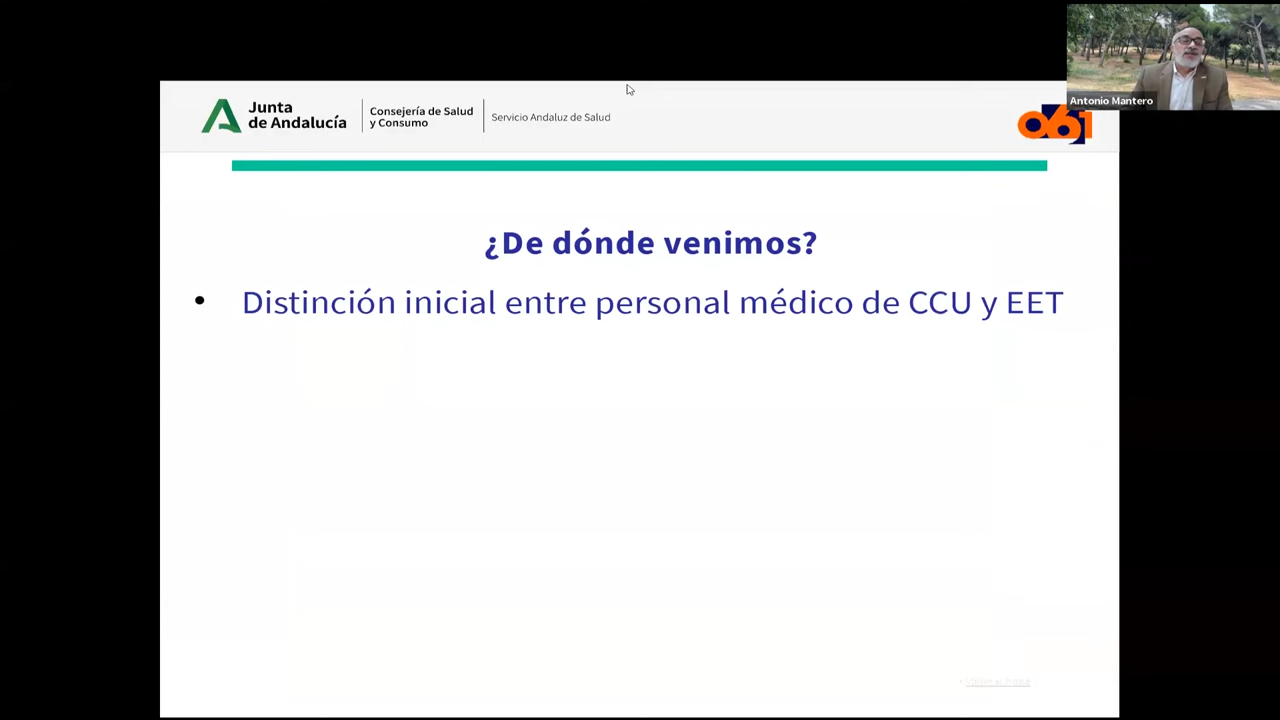 Antonio Mantero
Junta
de Andalucía
Consejería de Salud
y Consumo
Servicio Andaluz de Salud
061
¿De dónde venimos?
• Distinción inicial entre personal médico de CCU y EET